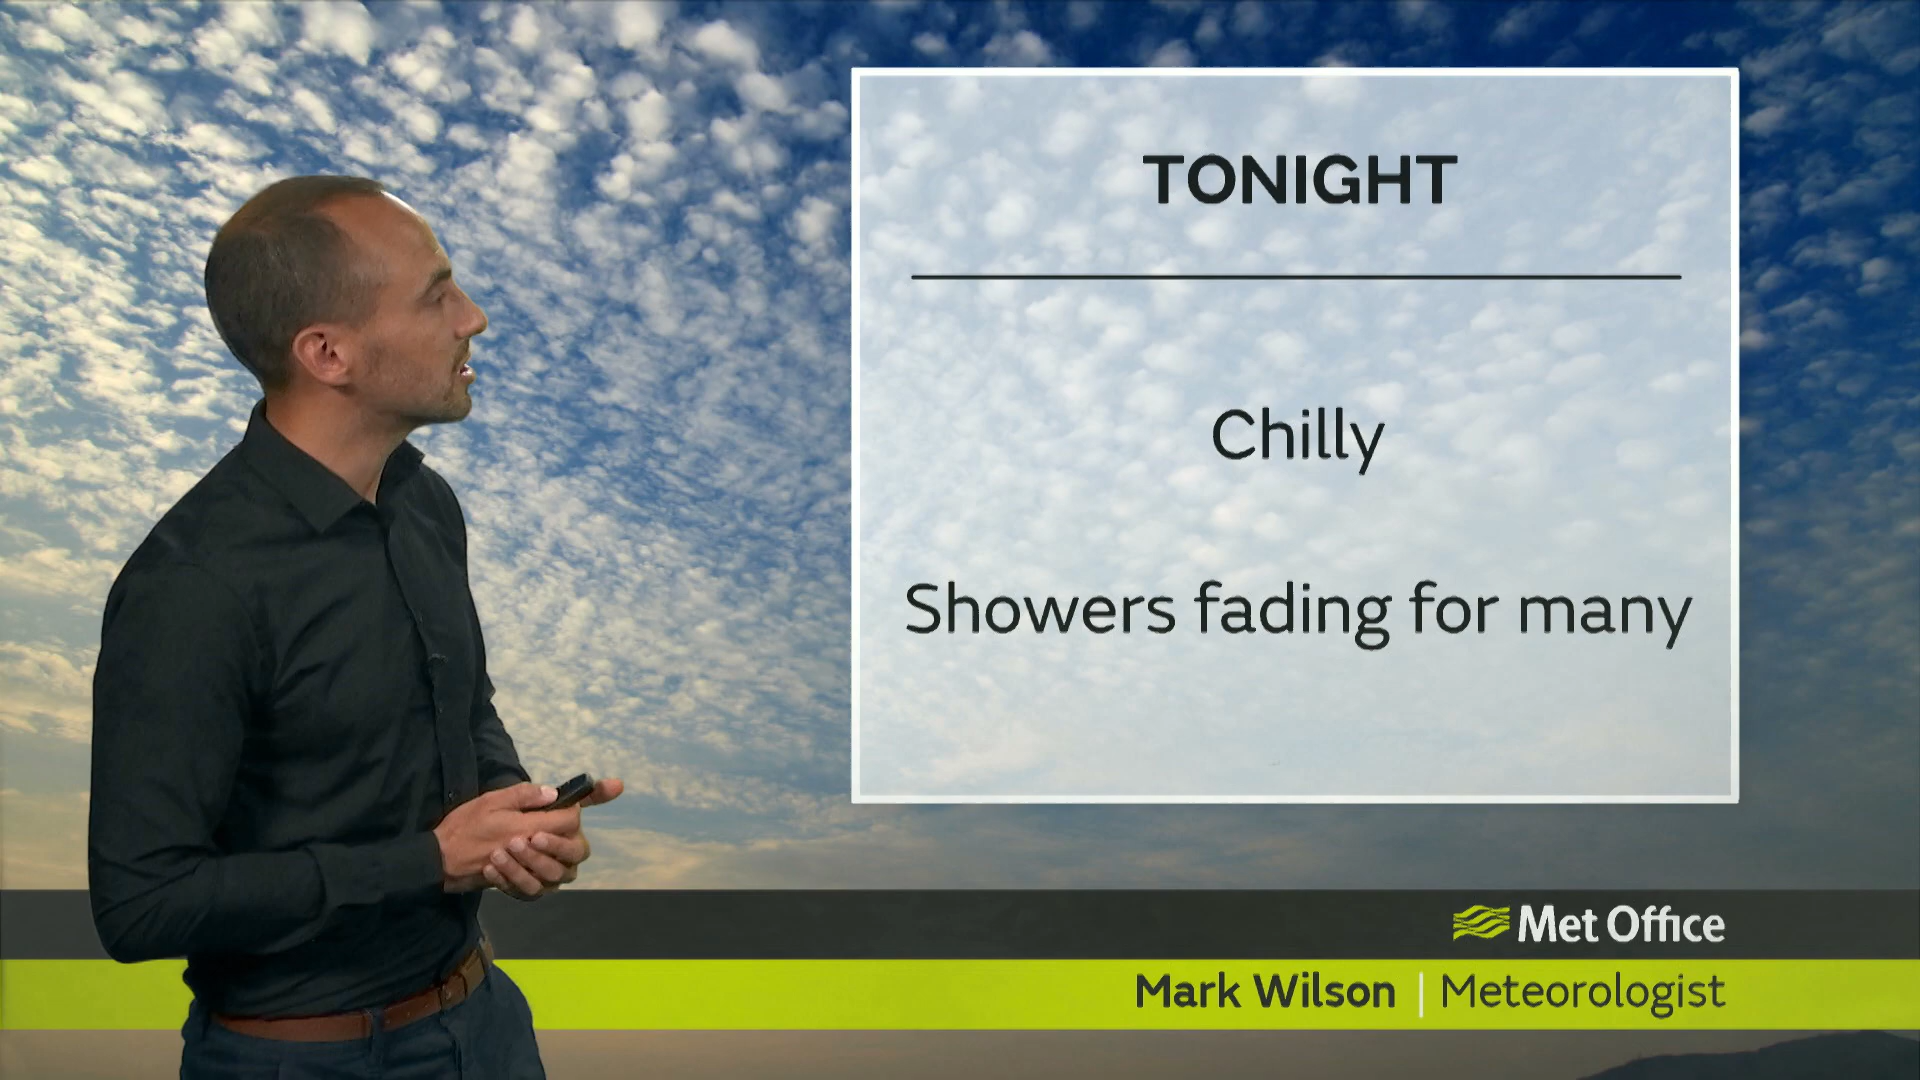 TONIGHT
Chilly
Showers fading for many
Met Office
Mark Wilson | Meteorologist